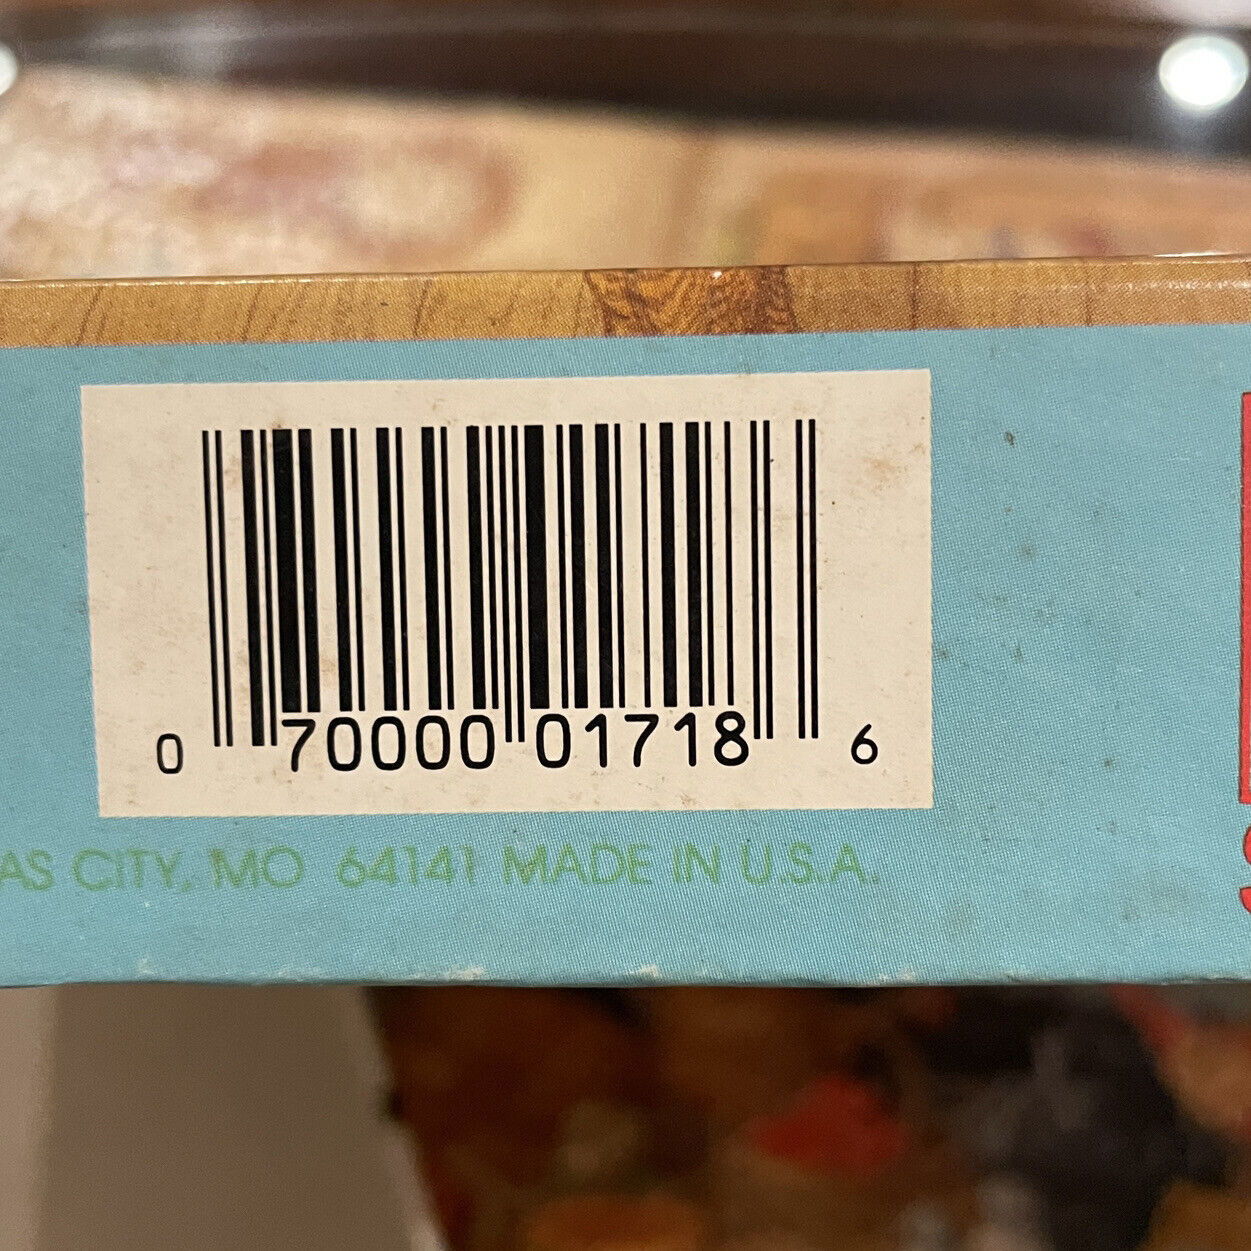 0 70000 01718 6
AS CITY, MO 64141 MADE IN U.S.A.